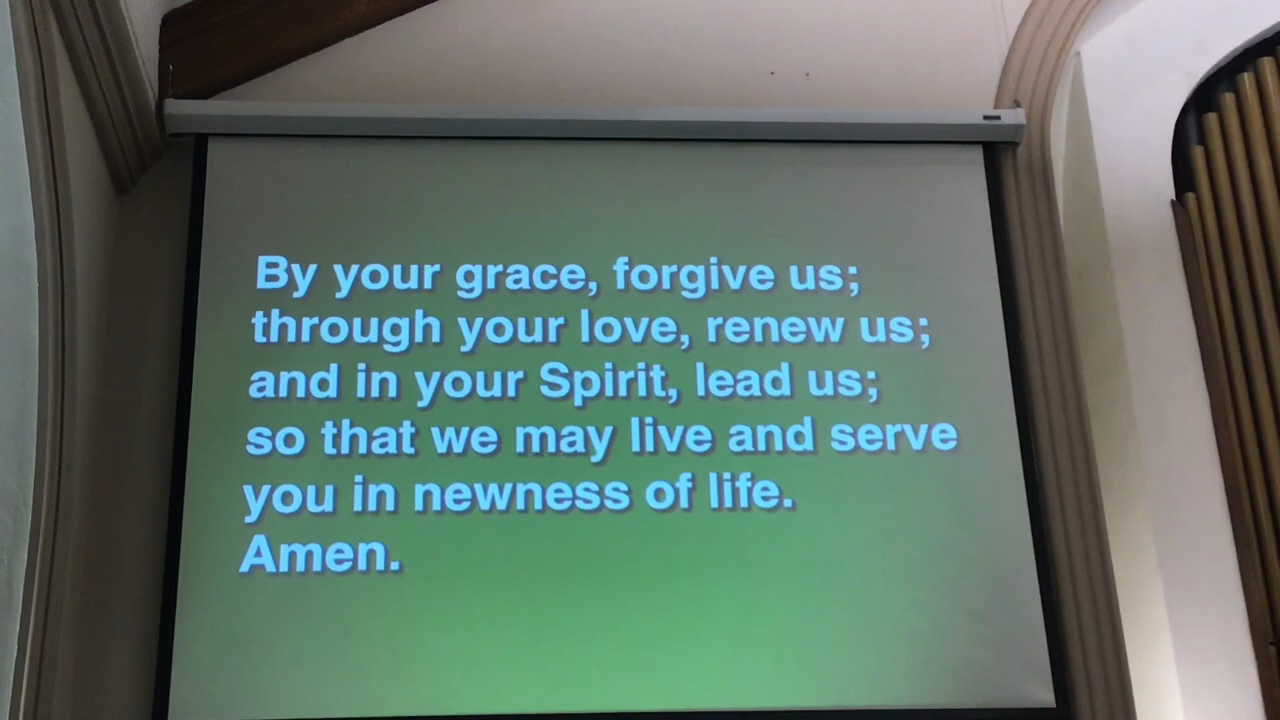 By your grace, forgive us;
through your love, renew us;
and in your Spirit, lead us;
so that we may live and serve
you in newness of life.
Amen.